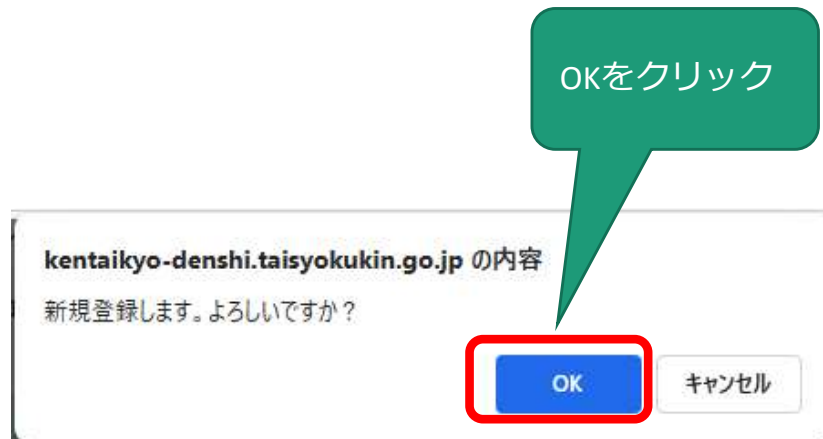 OKをクリック
kentaikyo-denshi.taisyokukin.go.jp の内容
新規登録します。よろしいですか？
OK
キャンセル